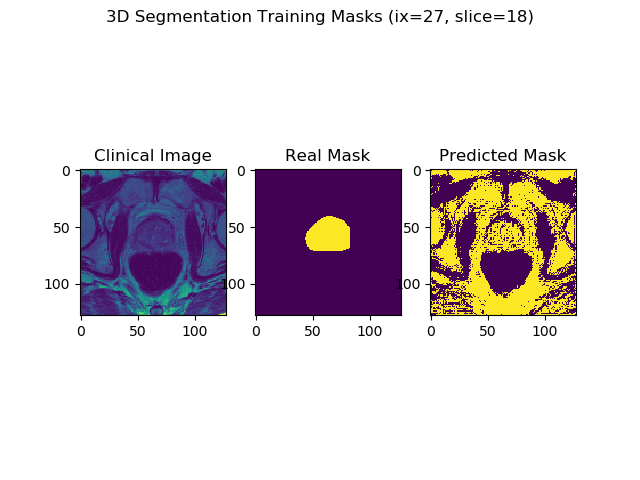 3D Segmentation Training Masks (ix=27, slice=18)
Clinical Image Real Mask Predicted Mask
0 0 0
50 50 50
100 100 100
0 50 100 0 50 100 0 50 100